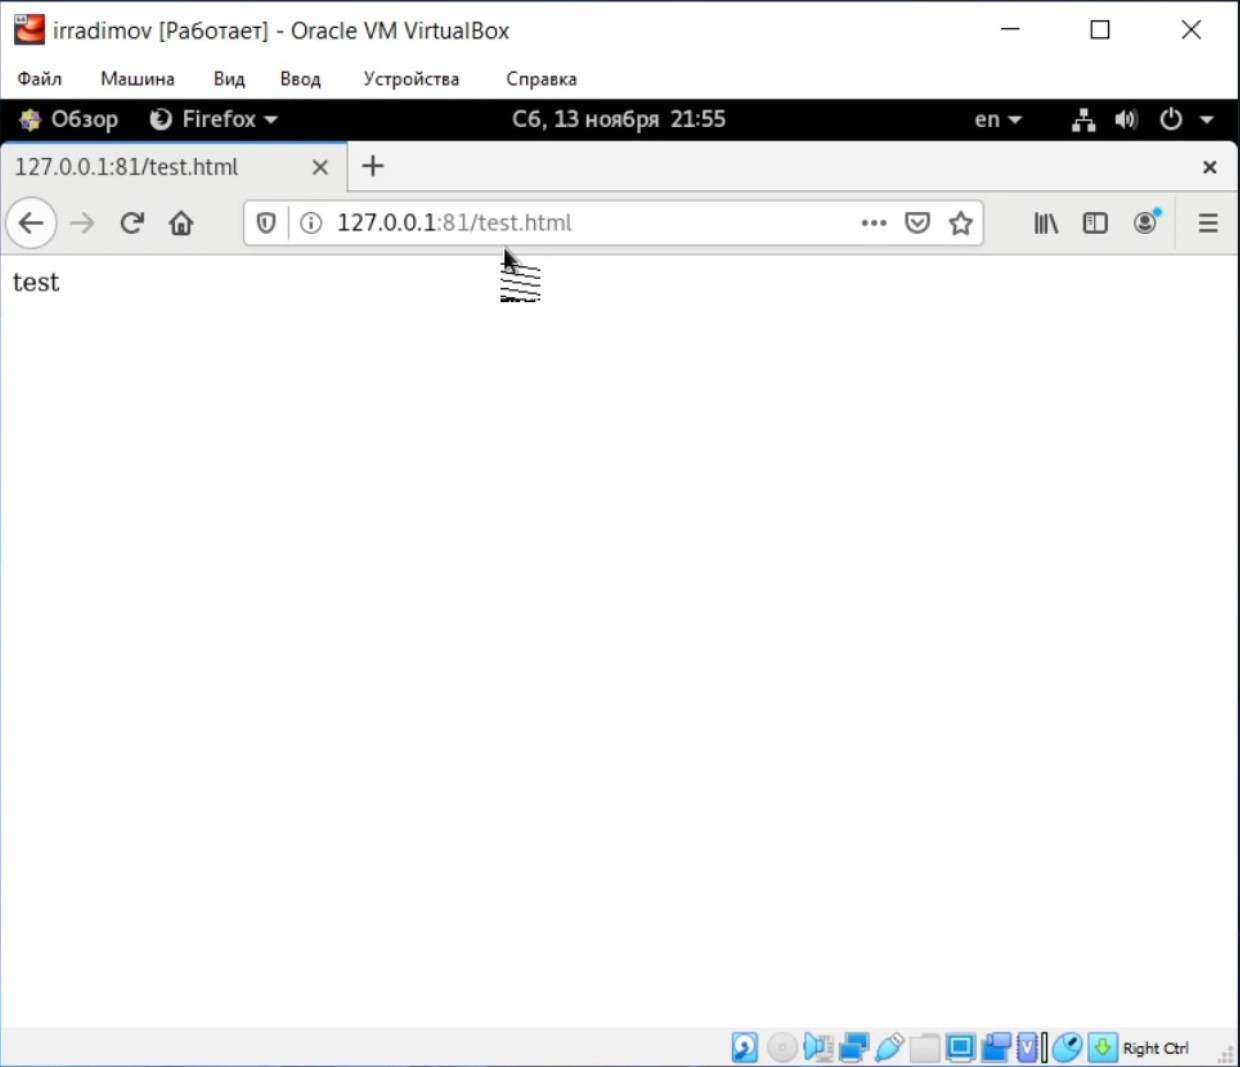 irradimov [Работает] - Oracle VM VirtualBox
Файл Машина Вид Ввод Устройства Справка
Обзор Firefox Сб, 13 ноября 21:55 en
127.0.0.1:81/test.html
127.0.0.1:81/test.html
test
Right Ctrl